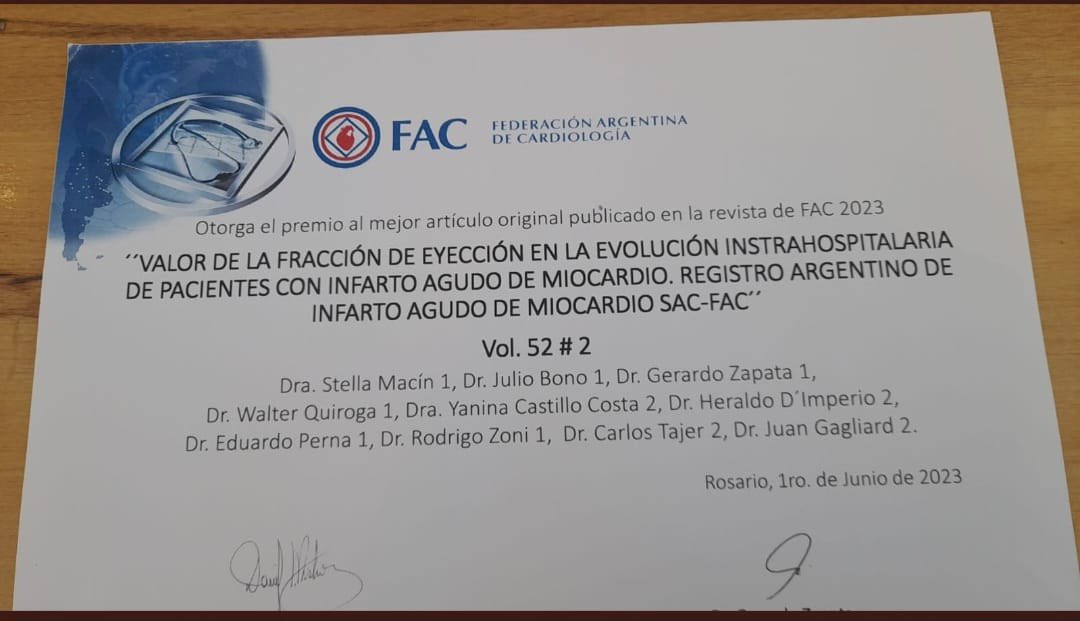 FAC
FEDERACIÓN ARGENTINA
DE CARDIOLOGÍA
Otorga el premio al mejor artículo original publicado en la revista de FAC 2023
´´VALOR DE LA FRACCIÓN DE EYECCIÓN EN LA EVOLUCIÓN INSTRAHOSPITALARIA
DE PACIENTES CON INFARTO AGUDO DE MIOCARDIO. REGISTRO ARGENTINO DE
INFARTO AGUDO DE MIOCARDIO SAC-FAC´´
Vol. 52 # 2
Dra. Stella Macín 1, Dr. Julio Bono 1, Dr. Gerardo Zapata 1,
Dr. Walter Quiroga 1, Dra. Yanina Castillo Costa 2, Dr. Heraldo D´Imperio 2,
Dr. Eduardo Perna 1, Dr. Rodrigo Zoni 1, Dr. Carlos Tajer 2, Dr. Juan Gagliard 2.
Rosario, 1ro. de Junio de 2023